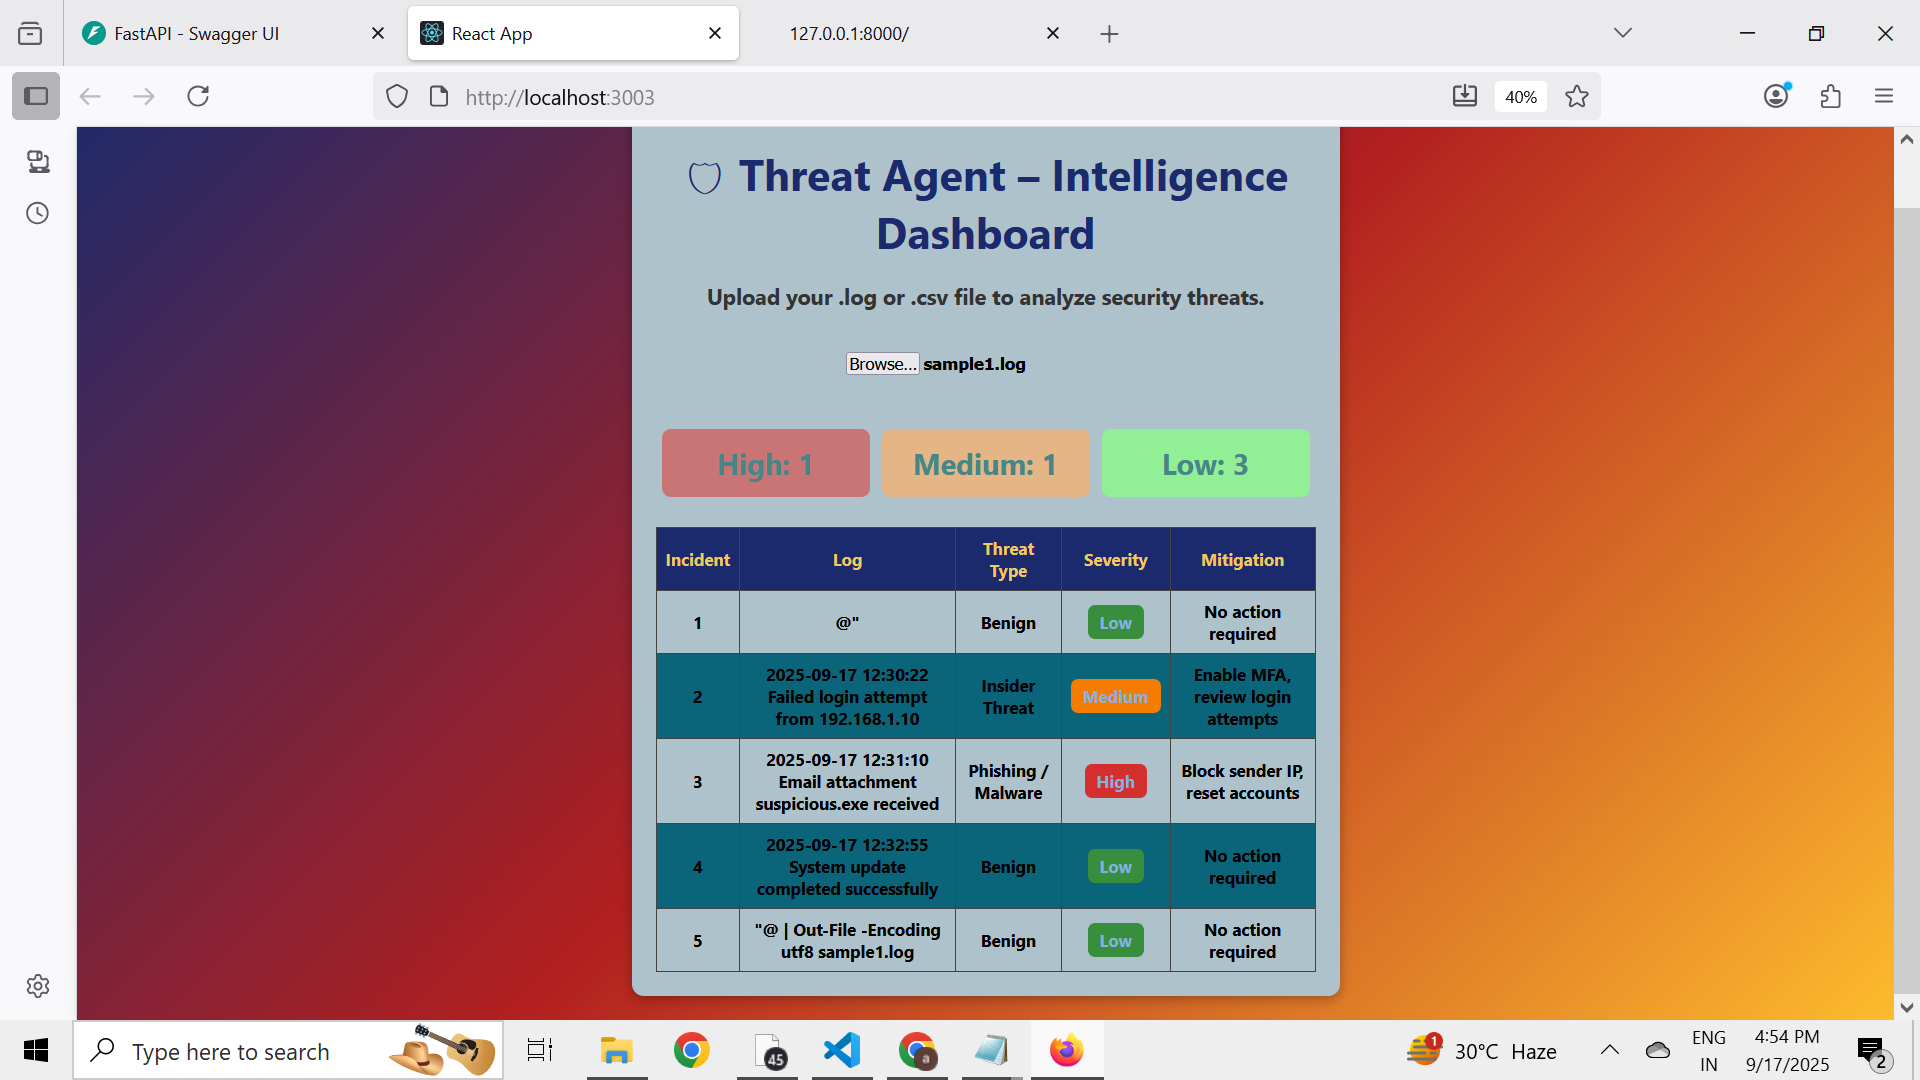 FastAPI - Swagger UI
React App
127.0.0.1:8000/
http://localhost:3003
40%
Threat Agent – Intelligence
Dashboard
Upload your .log or .csv file to analyze security threats.
Browse... sample1.log
High: 1
Medium: 1
Low: 3
Incident
Log
Threat
Type
Severity
Mitigation
1
@"
Benign
Low
No action
required
2
2025-09-17 12:30:22
Failed login attempt
from 192.168.1.10
Insider
Threat
Medium
Enable MFA,
review login
attempts
3
2025-09-17 12:31:10
Email attachment
suspicious.exe received
Phishing /
Malware
High
Block sender IP,
reset accounts
4
2025-09-17 12:32:55
System update
completed successfully
Benign
Low
No action
required
5
"@ | Out-File -Encoding
utf8 sample1.log
Benign
Low
No action
required
Type here to search
45
a
1
30°C Haze
ENG
IN
4:54 PM
9/17/2025
2